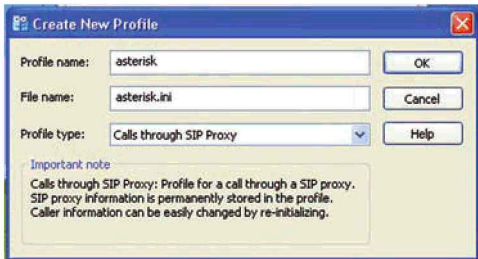 Create New Profile
Profile name: asterisk OK
File name: asterisk.ini Cancel
Profile type: Calls through SIP Proxy Help
Important note
Calls through SIP Proxy: Profile for a call through a SIP proxy.
SIP proxy information is permanently stored in the profile.
Caller information can be easily changed by re-initializing.